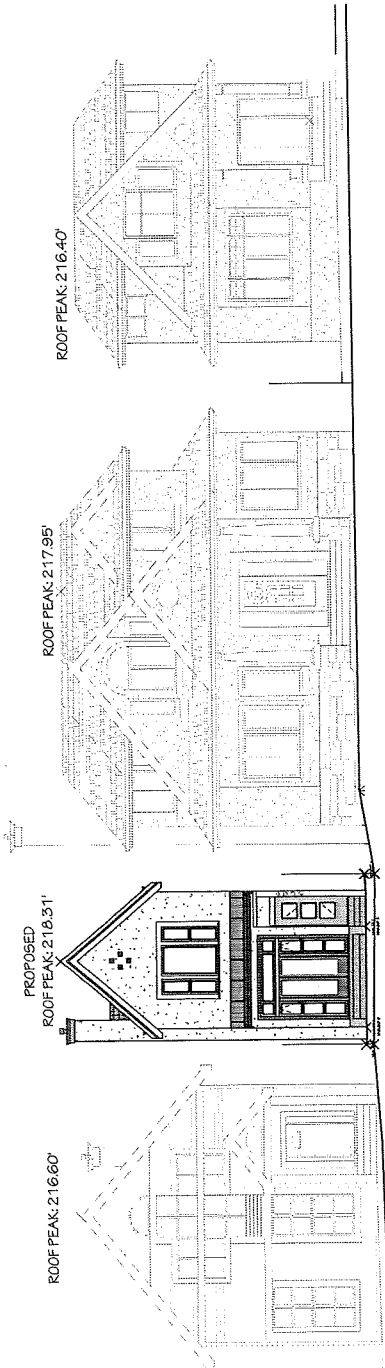 ROOF PEAK: 216.60'
PROPOSED
ROOF PEAK: 218.31'
ROOF PEAK: 217.95'
ROOF PEAK: 216.40'